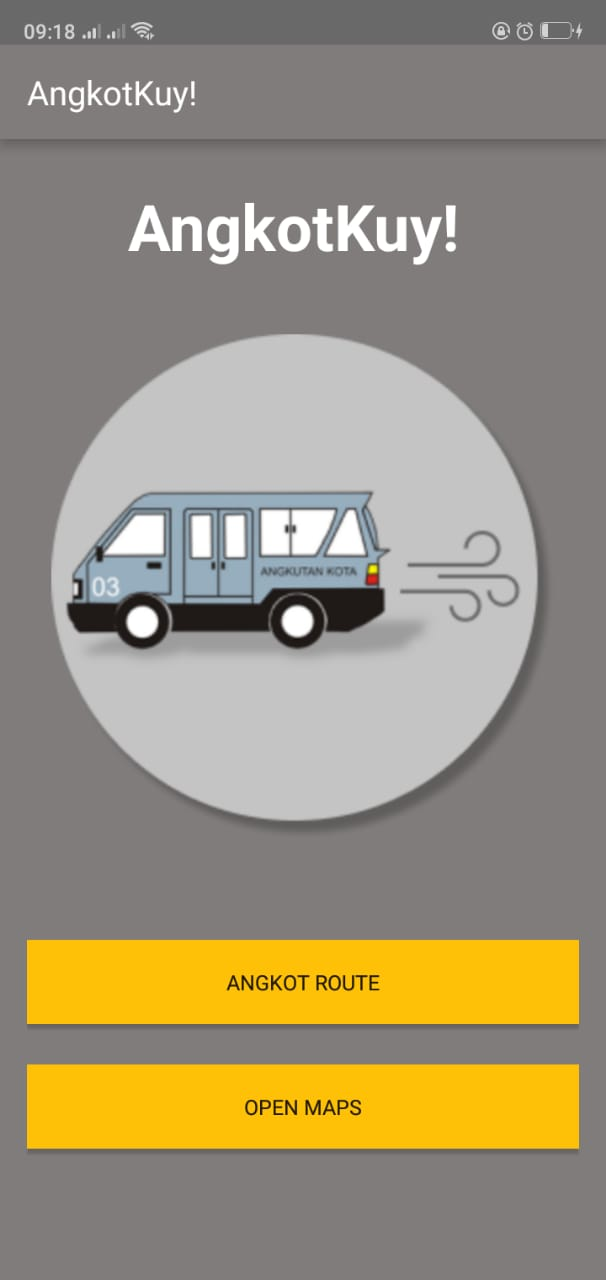 09:18
AngkotKuy!
AngkotKuy!
ANGKUTAN KOTA
03
ANGKOT ROUTE
OPEN MAPS